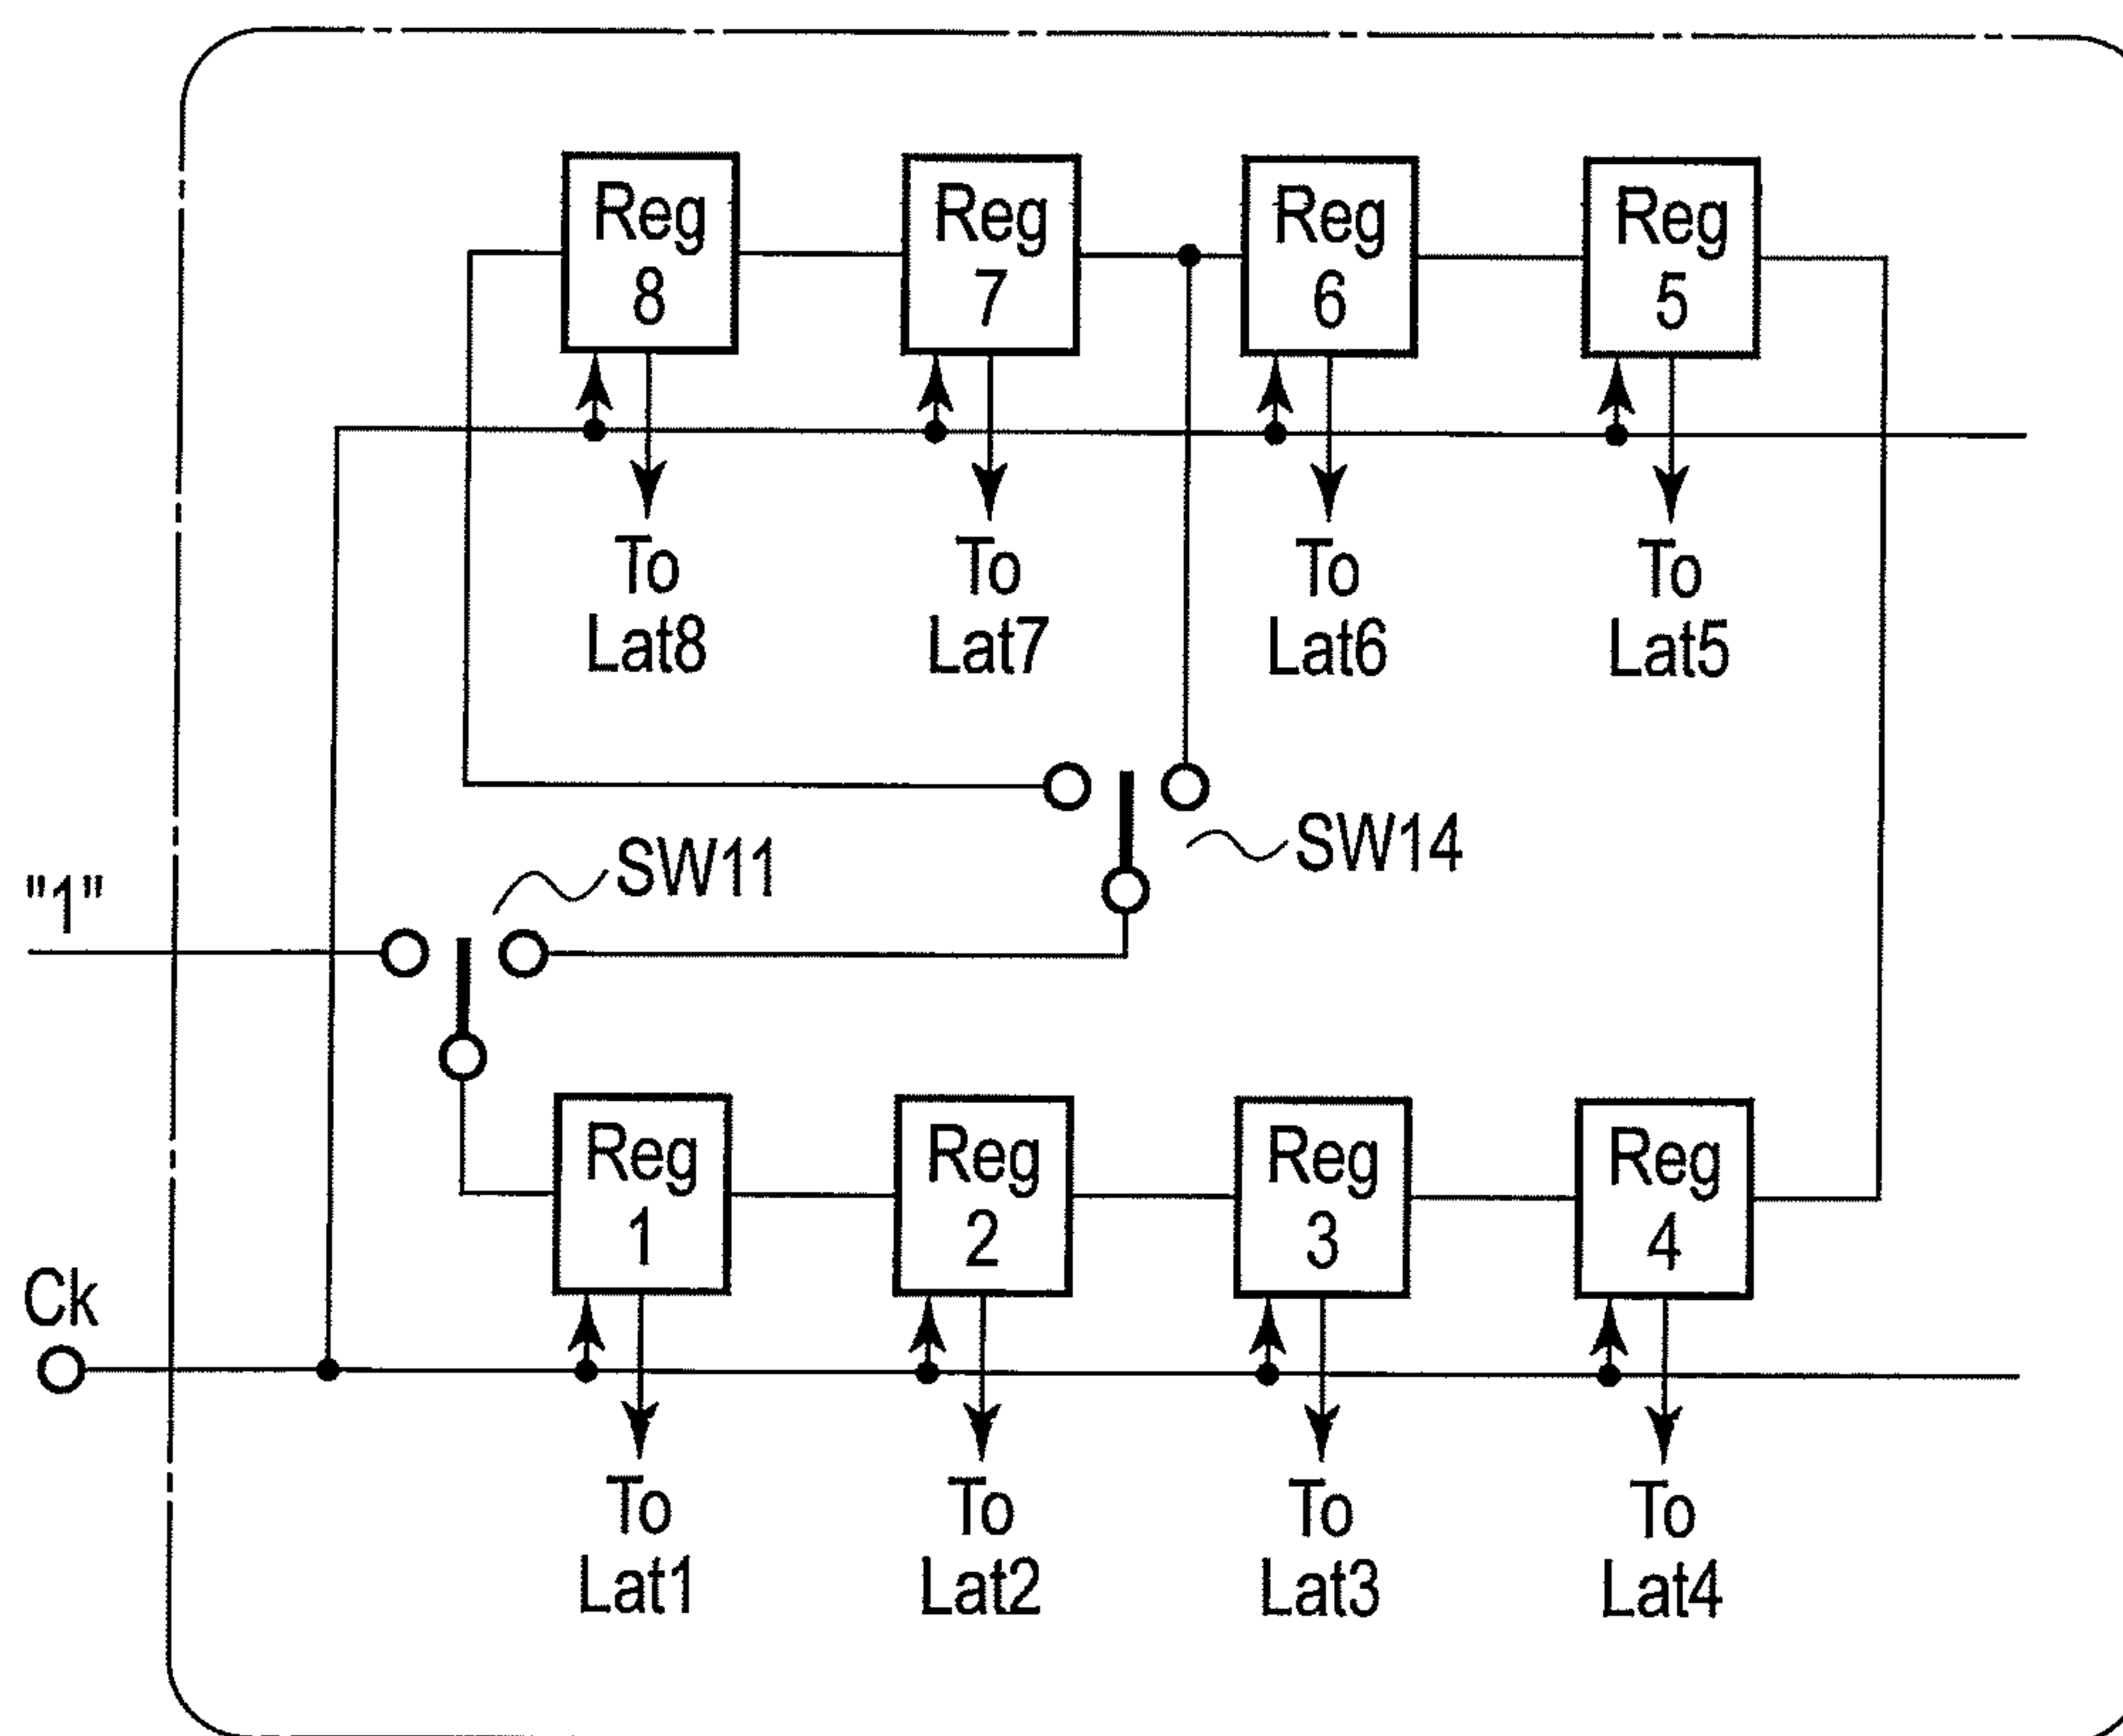 Reg Reg Reg Reg
8 7 6 5
To To To To
Lat8 Lat7 Lat6 Lat5
SW14
SW11
"1"
Reg Reg Reg Reg
1 2 3 4
Ck
To To To To
Lat1 Lat2 Lat3 Lat4